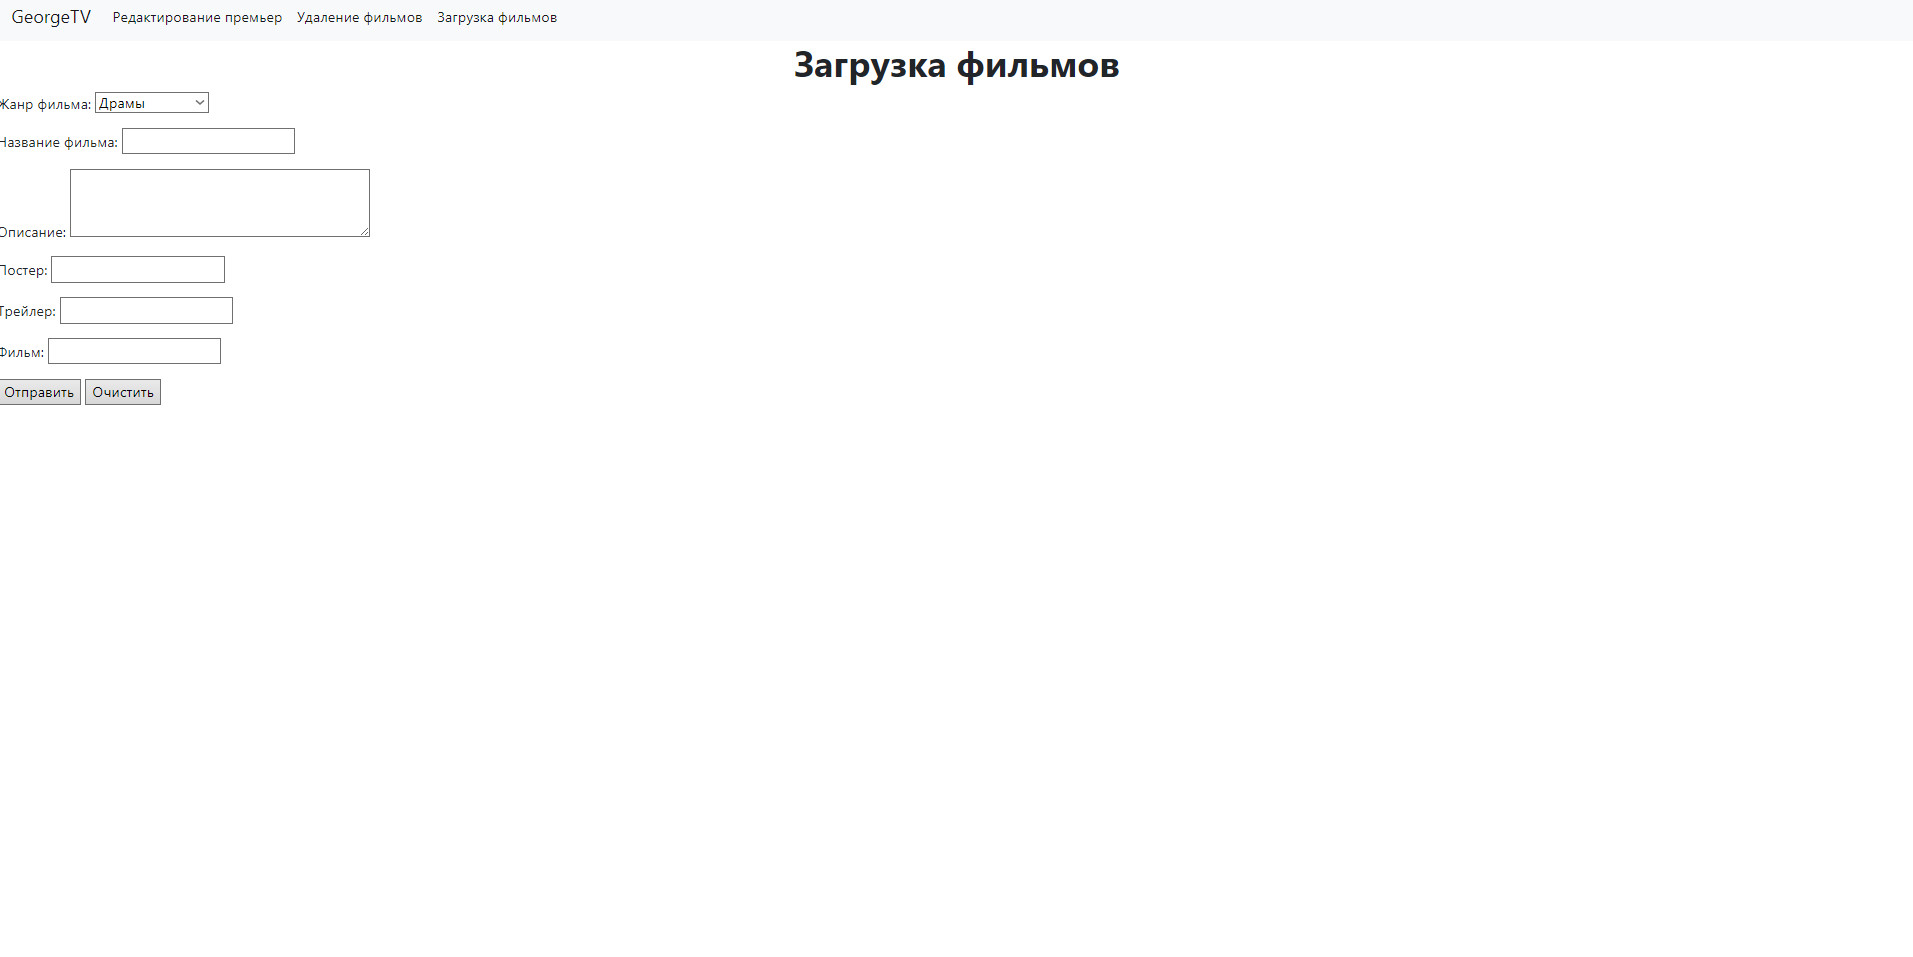 GeorgeTV Редактирование премьер Удаление фильмов Загрузка фильмов
Загрузка фильмов
Жанр фильма: Драмы
Название фильма:
Описание:
Постер:
Трейлер:
Фильм:
Отправить Очистить